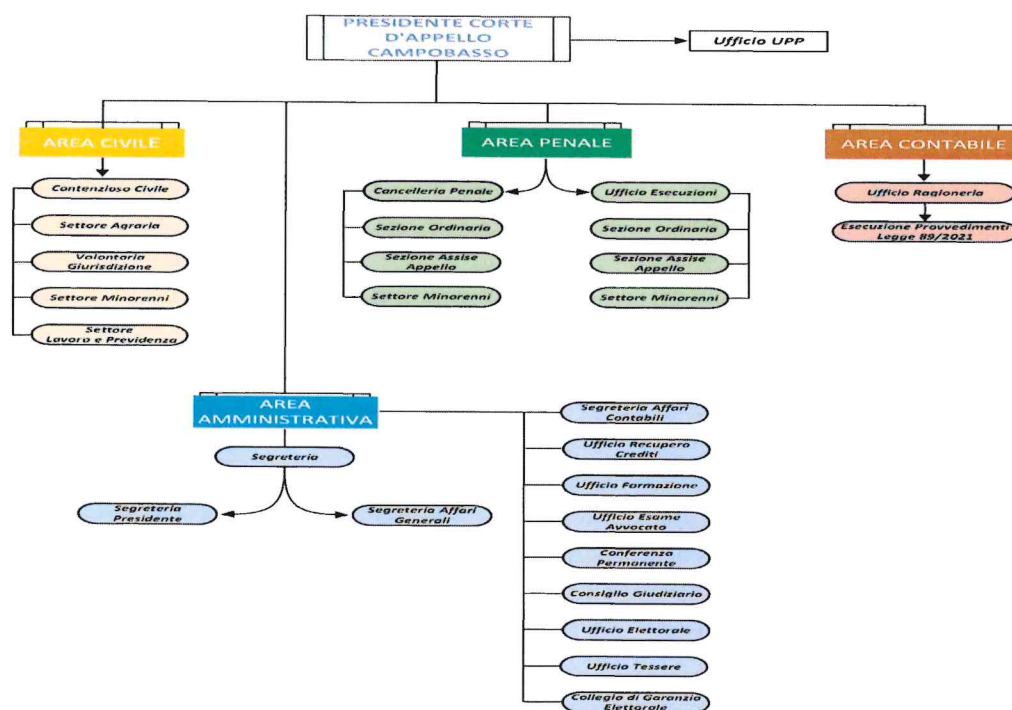 PRESIDENTE CORTE
D'APPELLO
CAMPOBASSO
Ufficio UPP
AREA CIVILE
Contenzioso Civile
Settore Agraria
Volontaria
Giurisdizione
Settore Minorenni
Settore
Lavoro e Previdenza
AREA PENALE
Cancelleria Penale
Sezione Ordinaria
Sezione Assise
Appello
Settore Minorenni
Ufficio Esecuzioni
Sezione Ordinaria
Sezione Assise
Appello
Settore Minorenni
AREA CONTABILE
Ufficio Ragioneria
Esecuzione Provvedimenti
Legge 89/2021
AREA
AMMINISTRATIVA
Segreteria
Segreteria
Presidente
Segreteria Affari
Generali
Segreteria Affari
Contabili
Ufficio Recupero
Crediti
Ufficio Formazione
Ufficio Esame
Avvocato
Conferenza
Permanente
Consiglio Giudiziario
Ufficio Elettorale
Ufficio Tessere
Collegio di Garanzia
Elettorale